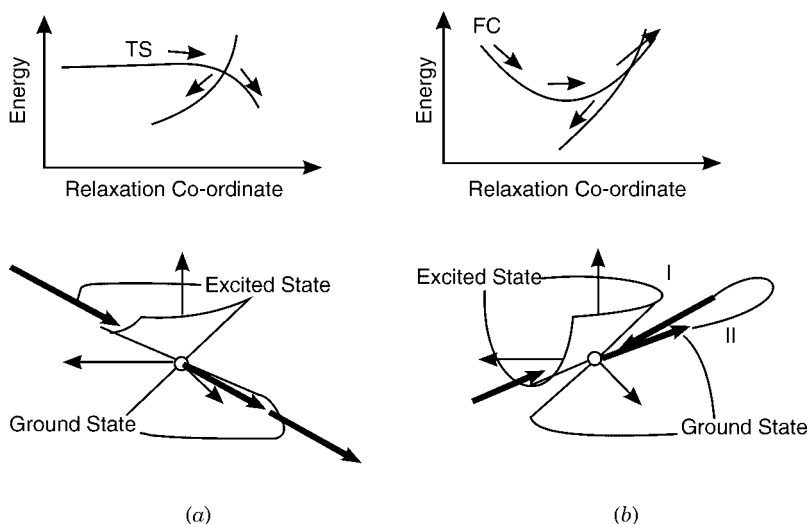 TS
Energy
Relaxation Co-ordinate
FC
Energy
Relaxation Co-ordinate
Excited State
Ground State
Excited State
I
II
Ground State
(a)
(b)